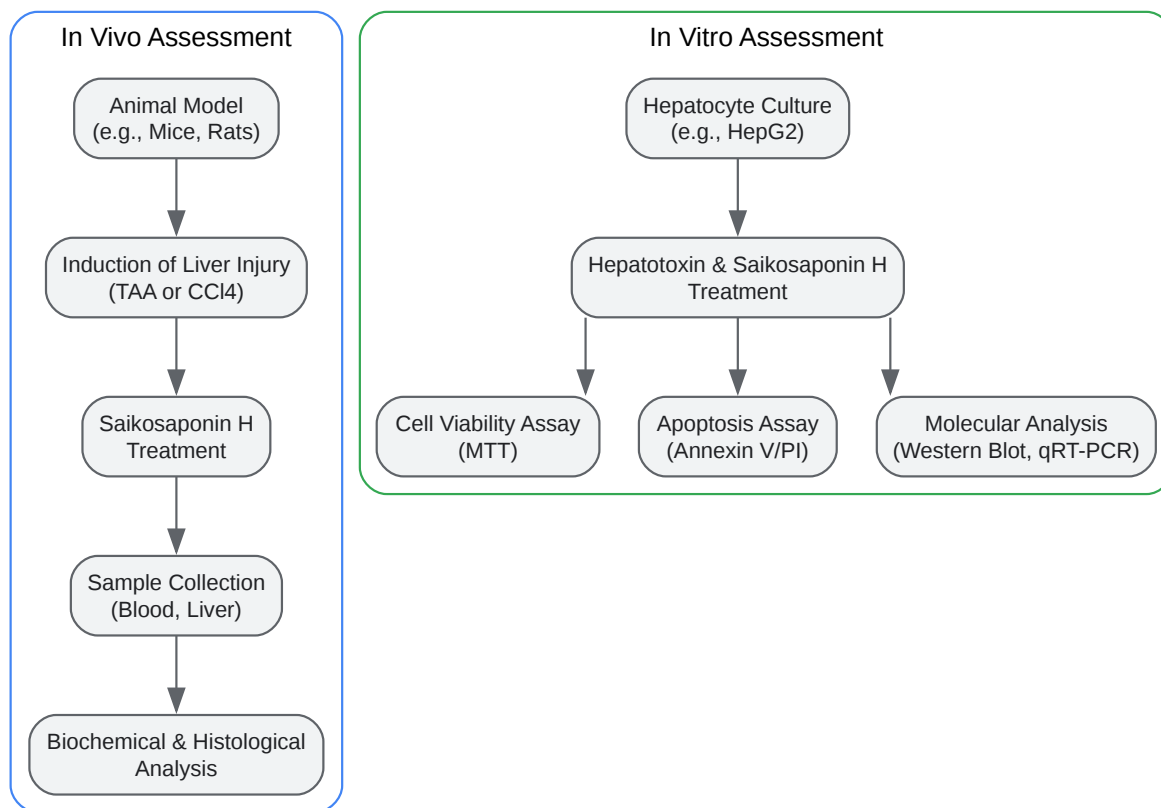 In Vivo Assessment
Animal Model
(e.g., Mice, Rats)
Induction of Liver Injury
(TAA or CCl4)
Saikosaponin H
Treatment
Sample Collection
(Blood, Liver)
Biochemical & Histological
Analysis
In Vitro Assessment
Hepatocyte Culture
(e.g., HepG2)
Hepatotoxin & Saikosaponin H
Treatment
Cell Viability Assay
(MTT)
Apoptosis Assay
(Annexin V/PI)
Molecular Analysis
(Western Blot, qRT-PCR)